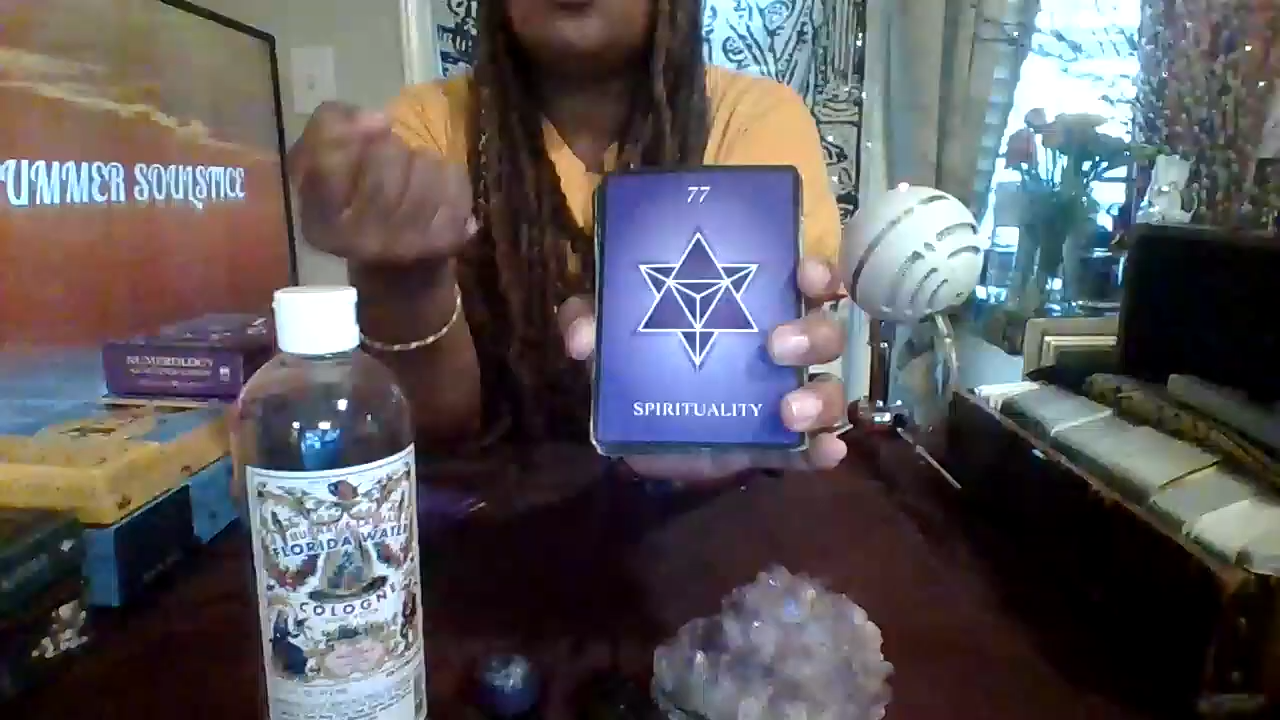 UMMER SOULSTICE
77
SPIRITUALITY
NUMEROLOGY
FLORIDA WATER
COLOGNE